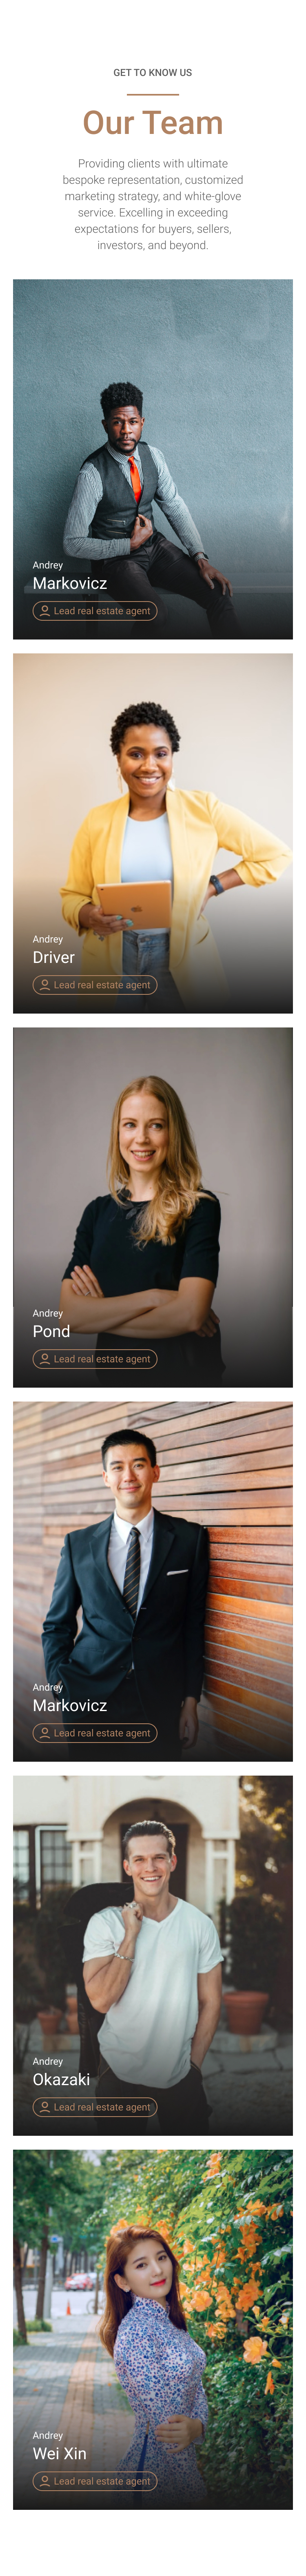 GET TO KNOW US
Our Team
Providing clients with ultimate
bespoke representation, customized
marketing strategy, and white-glove
service. Excelling in exceeding
expectations for buyers, sellers,
investors, and beyond.
Andrey
Markovicz
Lead real estate agent
Andrey
Driver
Lead real estate agent
Andrey
Pond
Lead real estate agent
Andrey
Markovicz
Lead real estate agent
Andrey
Okazaki
Lead real estate agent
Andrey
Wei Xin
Lead real estate agent